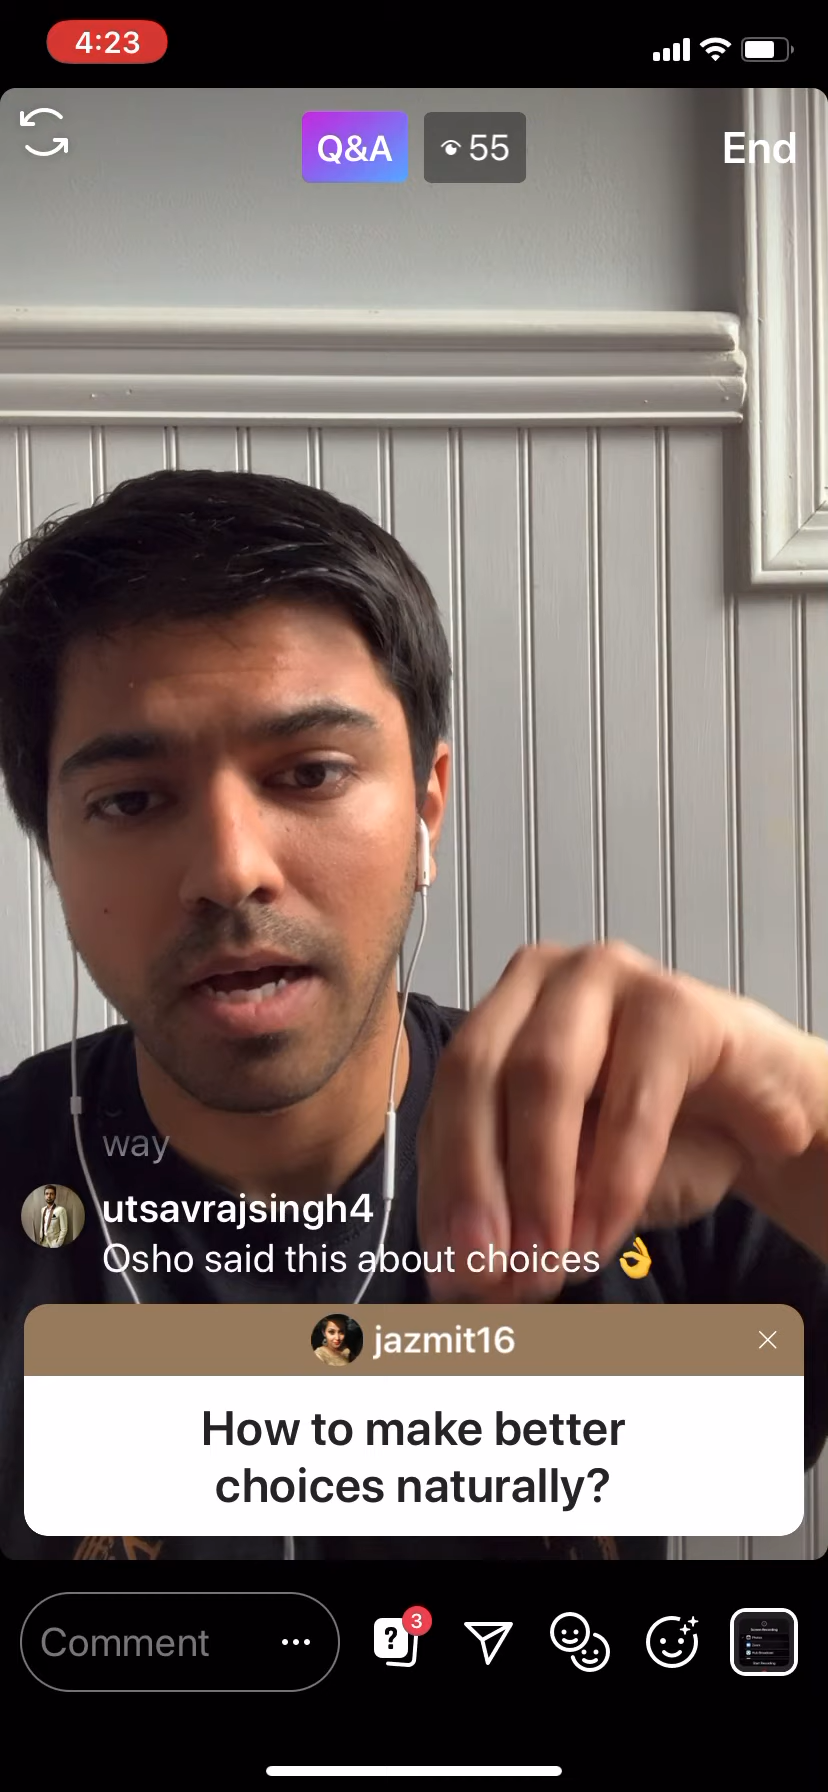 4:23
Q&A
55
End
way
utsavrajsingh4
Osho said this about choices 👌
jazmit16
How to make better
choices naturally?
Comment
3